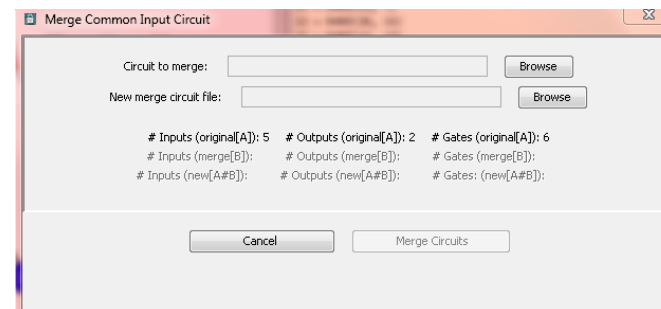 Merge Common Input Circuit
Circuit to merge: Browse
New merge circuit file: Browse
# Inputs (original[A]): 5 # Outputs (original[A]): 2 # Gates (original[A]): 6
# Inputs (merge[B]): # Outputs (merge[B]): # Gates (merge[B]):
# Inputs (new[A#B]): # Outputs (new[A#B]): # Gates: (new[A#B]):
Cancel Merge Circuits